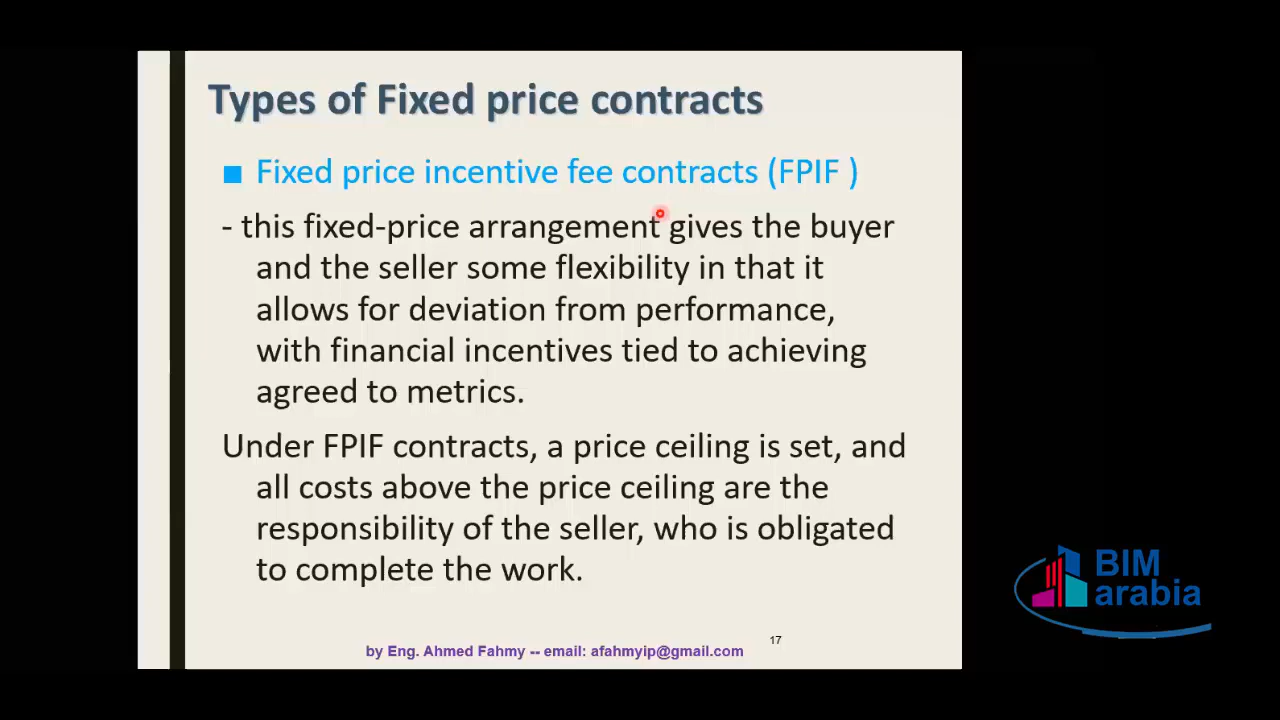 Types of Fixed price contracts
■ Fixed price incentive fee contracts (FPIF )
- this fixed-price arrangement gives the buyer
and the seller some flexibility in that it
allows for deviation from performance,
with financial incentives tied to achieving
agreed to metrics.
Under FPIF contracts, a price ceiling is set, and
all costs above the price ceiling are the
responsibility of the seller, who is obligated
to complete the work.
BIM
arabia
17
by Eng. Ahmed Fahmy -- email: afahmyip@gmail.com